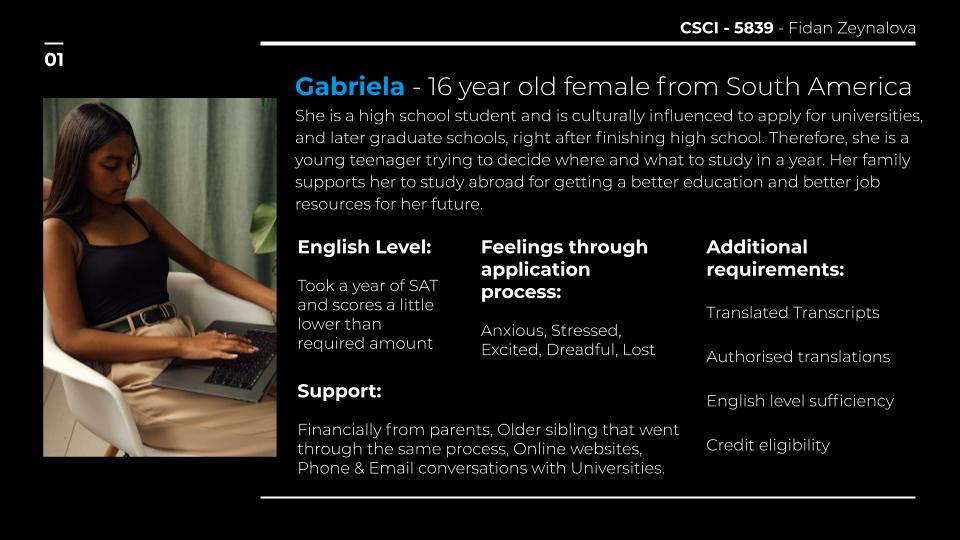 CSCI - 5839 - Fidan Zeynalova
01
Gabriela - 16 year old female from South America
She is a high school student and is culturally influenced to apply for universities,
and later graduate schools, right after finishing high school. Therefore, she is a
young teenager trying to decide where and what to study in a year. Her family
supports her to study abroad for getting a better education and better job
resources for her future.
English Level:
Took a year of SAT
and scores a little
lower than
required amount
Feelings through
application
process:
Anxious, Stressed,
Excited, Dreadful, Lost
Additional
requirements:
Translated Transcripts
Authorised translations
English level sufficiency
Credit eligibility
Support:
Financially from parents, Older sibling that went
through the same process, Online websites,
Phone & Email conversations with Universities.